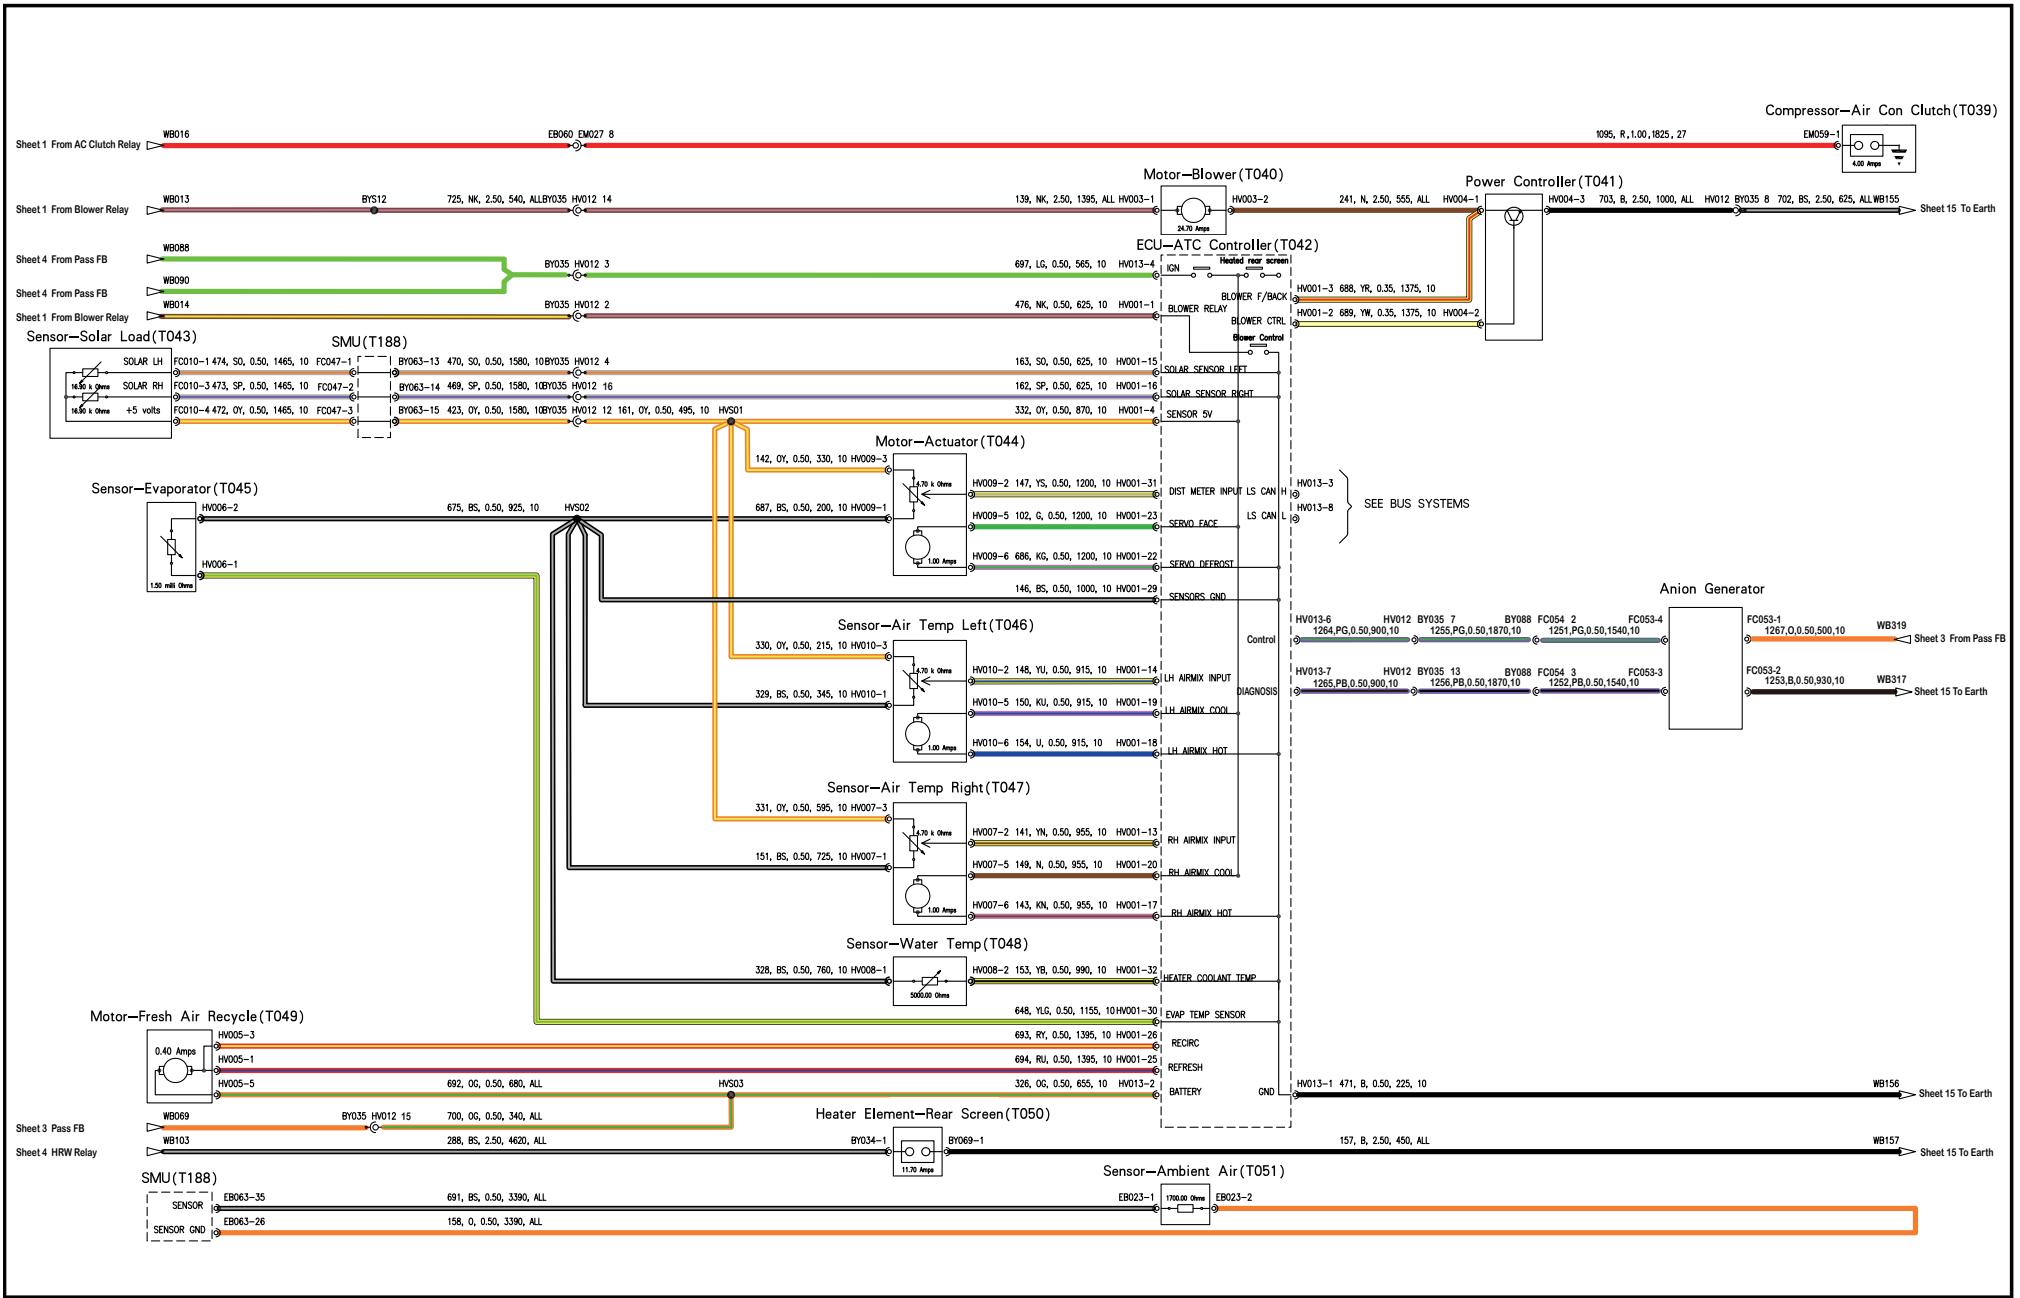 Compressor—Air Con Clutch(T039)
Sheet 1 From AC Clutch Relay
WB016
EB060 EM027 8
1095, R,1.00,1825, 27
EM059-1
4.00 Amps
Motor—Blower(T040)
Power Controller(T041)
Sheet 1 From Blower Relay
WB013
BYS12
725, NK, 2.50, 540, ALLBY035 HV012 14
139, NK, 2.50, 1395, ALL HV003-1
24.70 Amps
HV003-2
241, N, 2.50, 555, ALL
HV004-1
HV004-3
703, B, 2.50, 1000, ALL
HV012 BY035 8
702, BS, 2.50, 625, ALLWB155
Sheet 15 To Earth
ECU—ATC Controller(T042)
Sheet 4 From Pass FB
WB088
WB090
Sheet 4 From Pass FB
BY035 HV012 3
697, LG, 0.50, 565, 10
HV013-4
IGN
Heated rear screen
BLOWER F/BACK
HV001-3 688, YR, 0.35, 1375, 10
Sheet 1 From Blower Relay
WB014
BY035 HV012 2
476, NK, 0.50, 625, 10
HV001-1
BLOWER RELAY
BLOWER CTRL
HV001-2 689, YW, 0.35, 1375, 10
HV004-2
Blower Control
Sensor—Solar Load(T043)
SMU(T188)
SOLAR LH
16.90 k Ohms
FC010-1 474, SO, 0.50, 1465, 10
FC047-1
BY063-13 470, SO, 0.50, 1580, 10BY035 HV012 4
163, SO, 0.50, 625, 10
HV001-15
SOLAR SENSOR LEFT
SOLAR RH
16.90 k Ohms
FC010-3 473, SP, 0.50, 1465, 10
FC047-2
BY063-14 469, SP, 0.50, 1580, 10BY035 HV012 16
162, SP, 0.50, 625, 10
HV001-16
SOLAR SENSOR RIGHT
+5 volts
FC010-4 472, OY, 0.50, 1465, 10
FC047-3
BY063-15 423, OY, 0.50, 1580, 10BY035 HV012 12 161, OY, 0.50, 495, 10
HVS01
332, OY, 0.50, 870, 10
HV001-4
SENSOR 5V
Motor—Actuator(T044)
142, OY, 0.50, 330, 10 HV009-3
4.70 k Ohms
HV009-2 147, YS, 0.50, 1200, 10 HV001-31
DIST METER INPUT
LS CAN H
HV013-3
SEE BUS SYSTEMS
LS CAN L
HV013-8
Sensor—Evaporator(T045)
HV006-2
675, BS, 0.50, 925, 10
HVS02
687, BS, 0.50, 200, 10 HV009-1
HV009-5 102, G, 0.50, 1200, 10 HV001-23
SERVO FACE
1.00 Amps
HV009-6 686, KG, 0.50, 1200, 10 HV001-22
SERVO DEFROST
HV006-1
1.50 milli Ohms
146, BS, 0.50, 1000, 10 HV001-29
SENSORS GND
Anion Generator
Sensor—Air Temp Left(T046)
Control
HV013-6
1264,PG,0.50,900,10
HV012 BY035 7
1255,PG,0.50,1870,10
BY088 FC054 2
1251,PG,0.50,1540,10
FC053-4
FC053-1
1267,O,0.50,500,10
WB319
Sheet 3 From Pass FB
330, OY, 0.50, 215, 10 HV010-3
4.70 k Ohms
HV010-2 148, YU, 0.50, 915, 10 HV001-14
LH AIRMIX INPUT
DIAGNOSIS
HV013-7
1265,PB,0.50,900,10
HV012 BY035 13
1256,PB,0.50,1870,10
BY088 FC054 3
1252,PB,0.50,1540,10
FC053-3
FC053-2
1253,B,0.50,930,10
WB317
Sheet 15 To Earth
329, BS, 0.50, 345, 10 HV010-1
HV010-5 150, KU, 0.50, 915, 10 HV001-19
LH AIRMIX COOL
1.00 Amps
HV010-6 154, U, 0.50, 915, 10 HV001-18
LH AIRMIX HOT
Sensor—Air Temp Right(T047)
331, OY, 0.50, 595, 10 HV007-3
4.70 k Ohms
HV007-2 141, YN, 0.50, 955, 10 HV001-13
RH AIRMIX INPUT
151, BS, 0.50, 725, 10 HV007-1
HV007-5 149, N, 0.50, 955, 10 HV001-20
RH AIRMIX COOL
1.00 Amps
HV007-6 143, KN, 0.50, 955, 10 HV001-17
RH AIRMIX HOT
Sensor—Water Temp(T048)
328, BS, 0.50, 760, 10 HV008-1
5000.00 Ohms
HV008-2 153, YB, 0.50, 990, 10 HV001-32
HEATER COOLANT TEMP
648, YLG, 0.50, 1155, 10HV001-30
EVAP TEMP SENSOR
Motor—Fresh Air Recycle(T049)
0.40 Amps
HV005-3
693, RY, 0.50, 1395, 10 HV001-26
RECIRC
HV005-1
694, RU, 0.50, 1395, 10 HV001-25
REFRESH
HV005-5
692, OG, 0.50, 680, ALL
HVS03
326, OG, 0.50, 655, 10
HV013-2
BATTERY
GND
HV013-1 471, B, 0.50, 225, 10
WB156
Sheet 15 To Earth
Sheet 3 Pass FB
WB069
BY035 HV012 15
700, OG, 0.50, 340, ALL
Heater Element—Rear Screen(T050)
Sheet 4 HRW Relay
WB103
288, BS, 2.50, 4620, ALL
BY034-1
11.70 Amps
BY069-1
157, B, 2.50, 450, ALL
WB157
Sheet 15 To Earth
SMU(T188)
Sensor—Ambient Air(T051)
SENSOR
EB063-35
691, BS, 0.50, 3390, ALL
EB023-1
1700.00 Ohms
EB023-2
SENSOR GND
EB063-26
158, O, 0.50, 3390, ALL